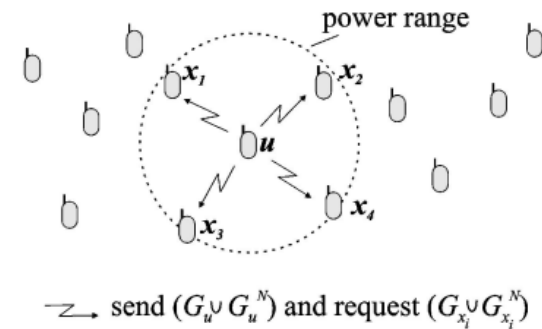 power range
x₁
x₂
u
x₃
x₄
send (Gᵤ∪Gᵤᴺ) and request (Gₓᵢ∪Gₓᵢᴺ)